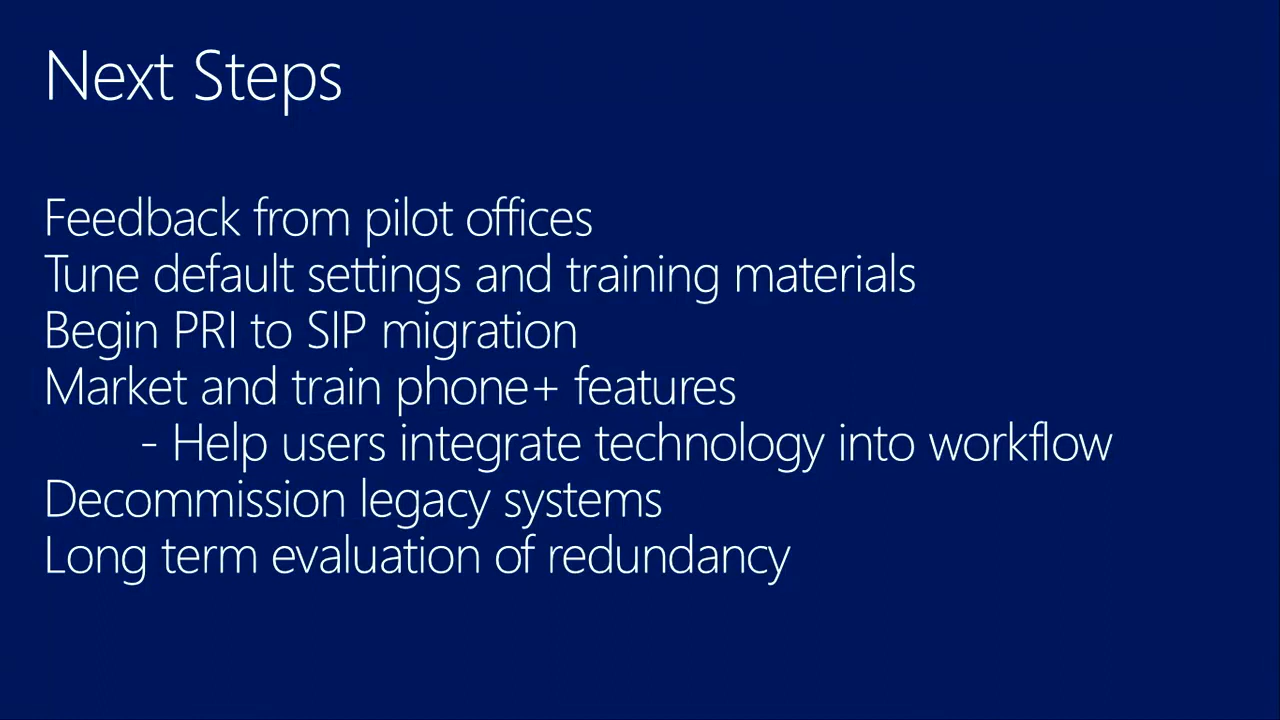 Next Steps
Feedback from pilot offices
Tune default settings and training materials
Begin PRI to SIP migration
Market and train phone+ features
- Help users integrate technology into workflow
Decommission legacy systems
Long term evaluation of redundancy